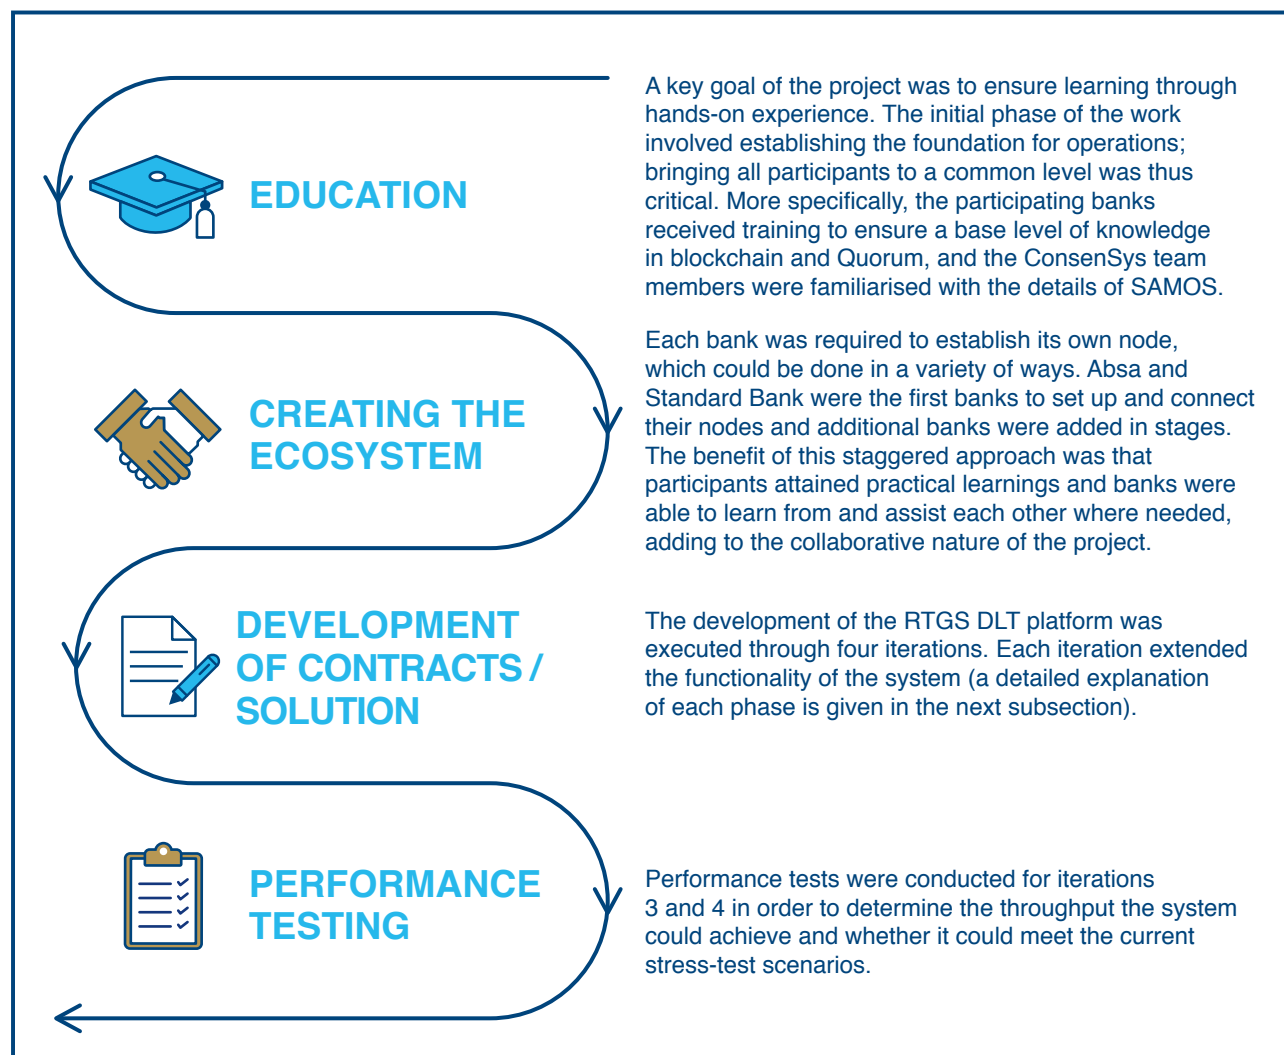 EDUCATION
A key goal of the project was to ensure learning through
hands-on experience. The initial phase of the work
involved establishing the foundation for operations;
bringing all participants to a common level was thus
critical. More specifically, the participating banks
received training to ensure a base level of knowledge
in blockchain and Quorum, and the ConsenSys team
members were familiarised with the details of SAMOS.
CREATING THE
ECOSYSTEM
Each bank was required to establish its own node,
which could be done in a variety of ways. Absa and
Standard Bank were the first banks to set up and connect
their nodes and additional banks were added in stages.
The benefit of this staggered approach was that
participants attained practical learnings and banks were
able to learn from and assist each other where needed,
adding to the collaborative nature of the project.
DEVELOPMENT
OF CONTRACTS /
SOLUTION
The development of the RTGS DLT platform was
executed through four iterations. Each iteration extended
the functionality of the system (a detailed explanation
of each phase is given in the next subsection).
PERFORMANCE
TESTING
Performance tests were conducted for iterations
3 and 4 in order to determine the throughput the system
could achieve and whether it could meet the current
stress-test scenarios.